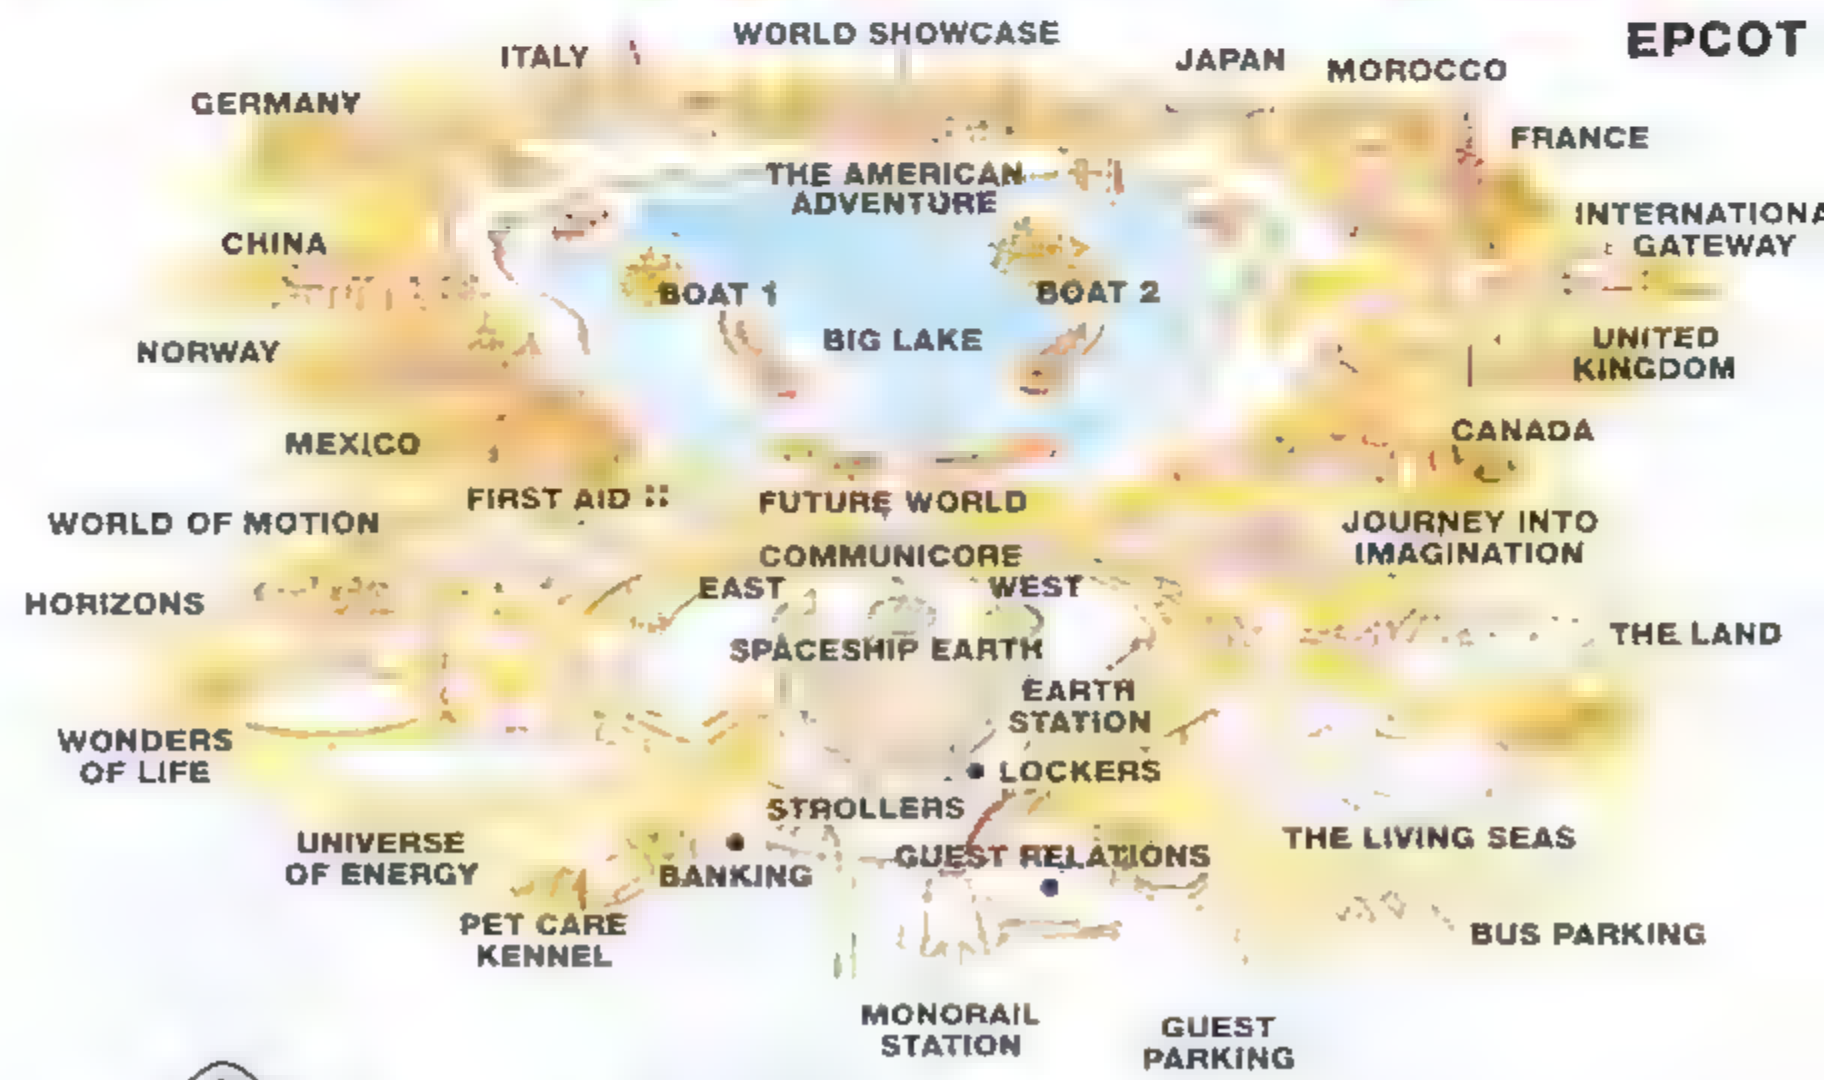 WORLD SHOWCASE
EPCOT
ITALY
JAPAN
MOROCCO
GERMANY
FRANCE
THE AMERICAN
ADVENTURE
INTERNATIONA
GATEWAY
CHINA
BOAT 1
BOAT 2
BIG LAKE
NORWAY
UNITED
KINGDOM
MEXICO
CANADA
FIRST AID
FUTURE WORLD
WORLD OF MOTION
JOURNEY INTO
IMAGINATION
COMMUNICORE
EAST
WEST
HORIZONS
THE LAND
SPACESHIP EARTH
EARTH
STATION
WONDERS
OF LIFE
LOCKERS
STROLLERS
UNIVERSE
OF ENERGY
THE LIVING SEAS
GUEST RELATIONS
BANKING
PET CARE
KENNEL
BUS PARKING
MONORAIL
STATION
GUEST
PARKING